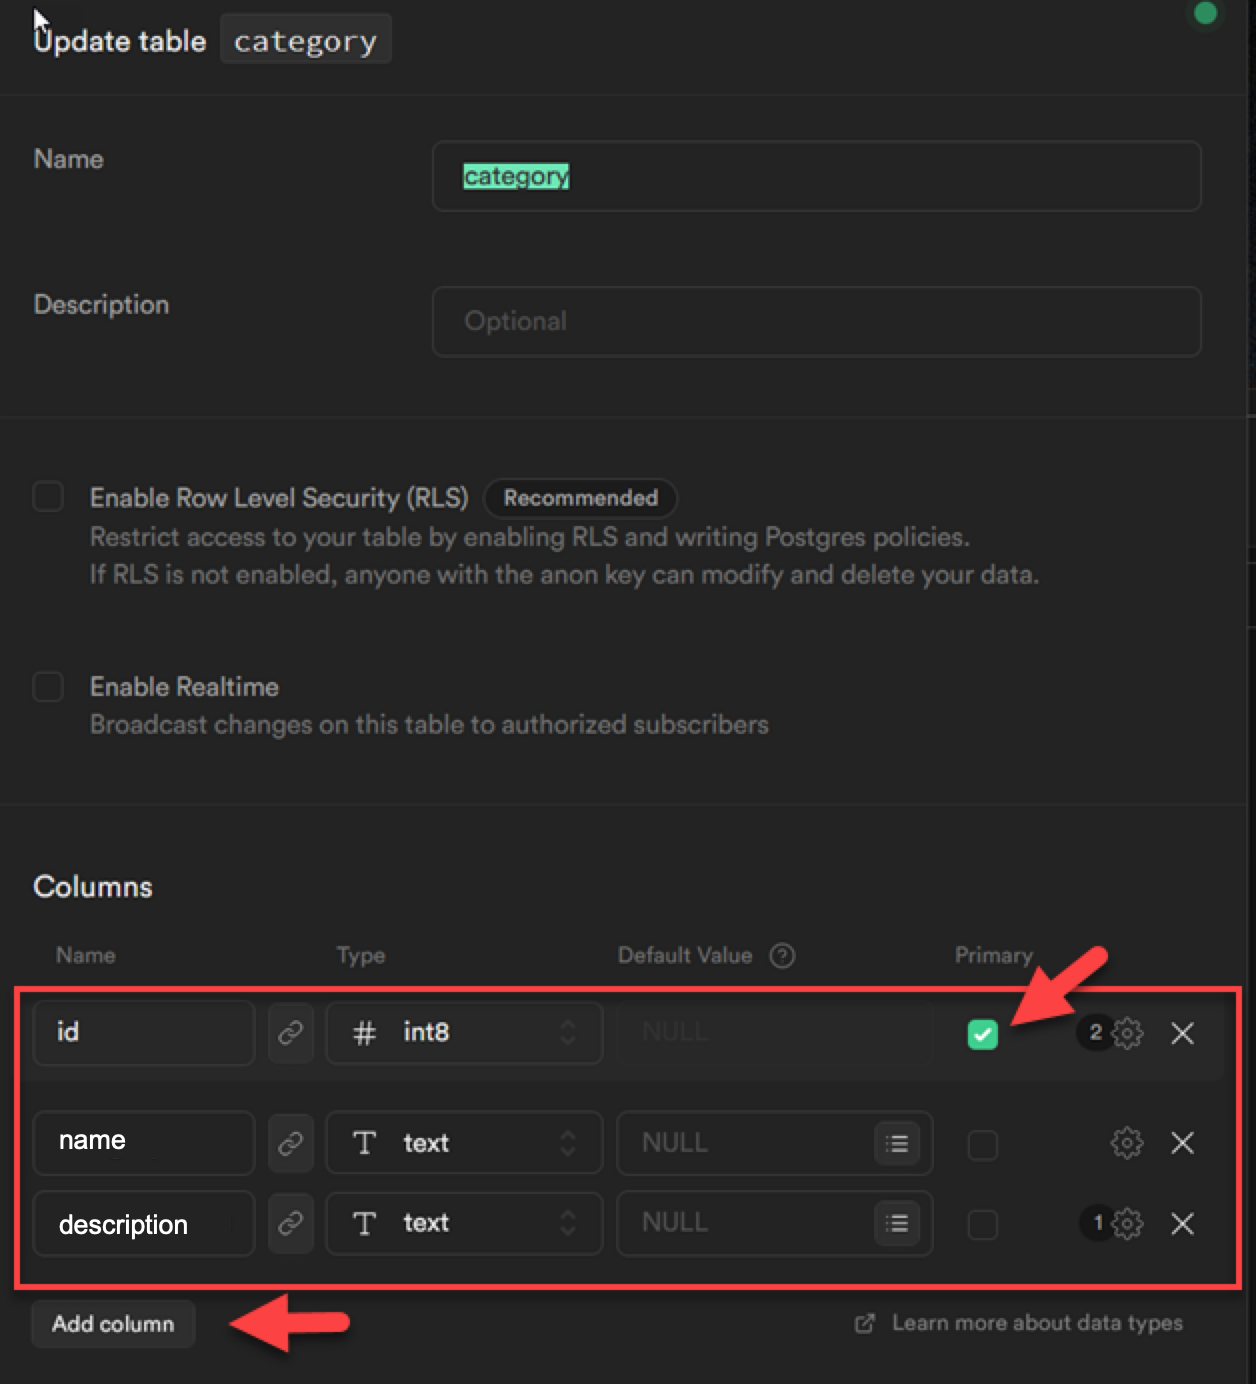 Update table category
Name
category
Description
Optional
Enable Row Level Security (RLS) Recommended
Restrict access to your table by enabling RLS and writing Postgres policies.
If RLS is not enabled, anyone with the anon key can modify and delete your data.
Enable Realtime
Broadcast changes on this table to authorized subscribers
Columns
Name Type Default Value ? Primary
id # int8 NULL 2
name T text NULL
description T text NULL 1
Add column Learn more about data types